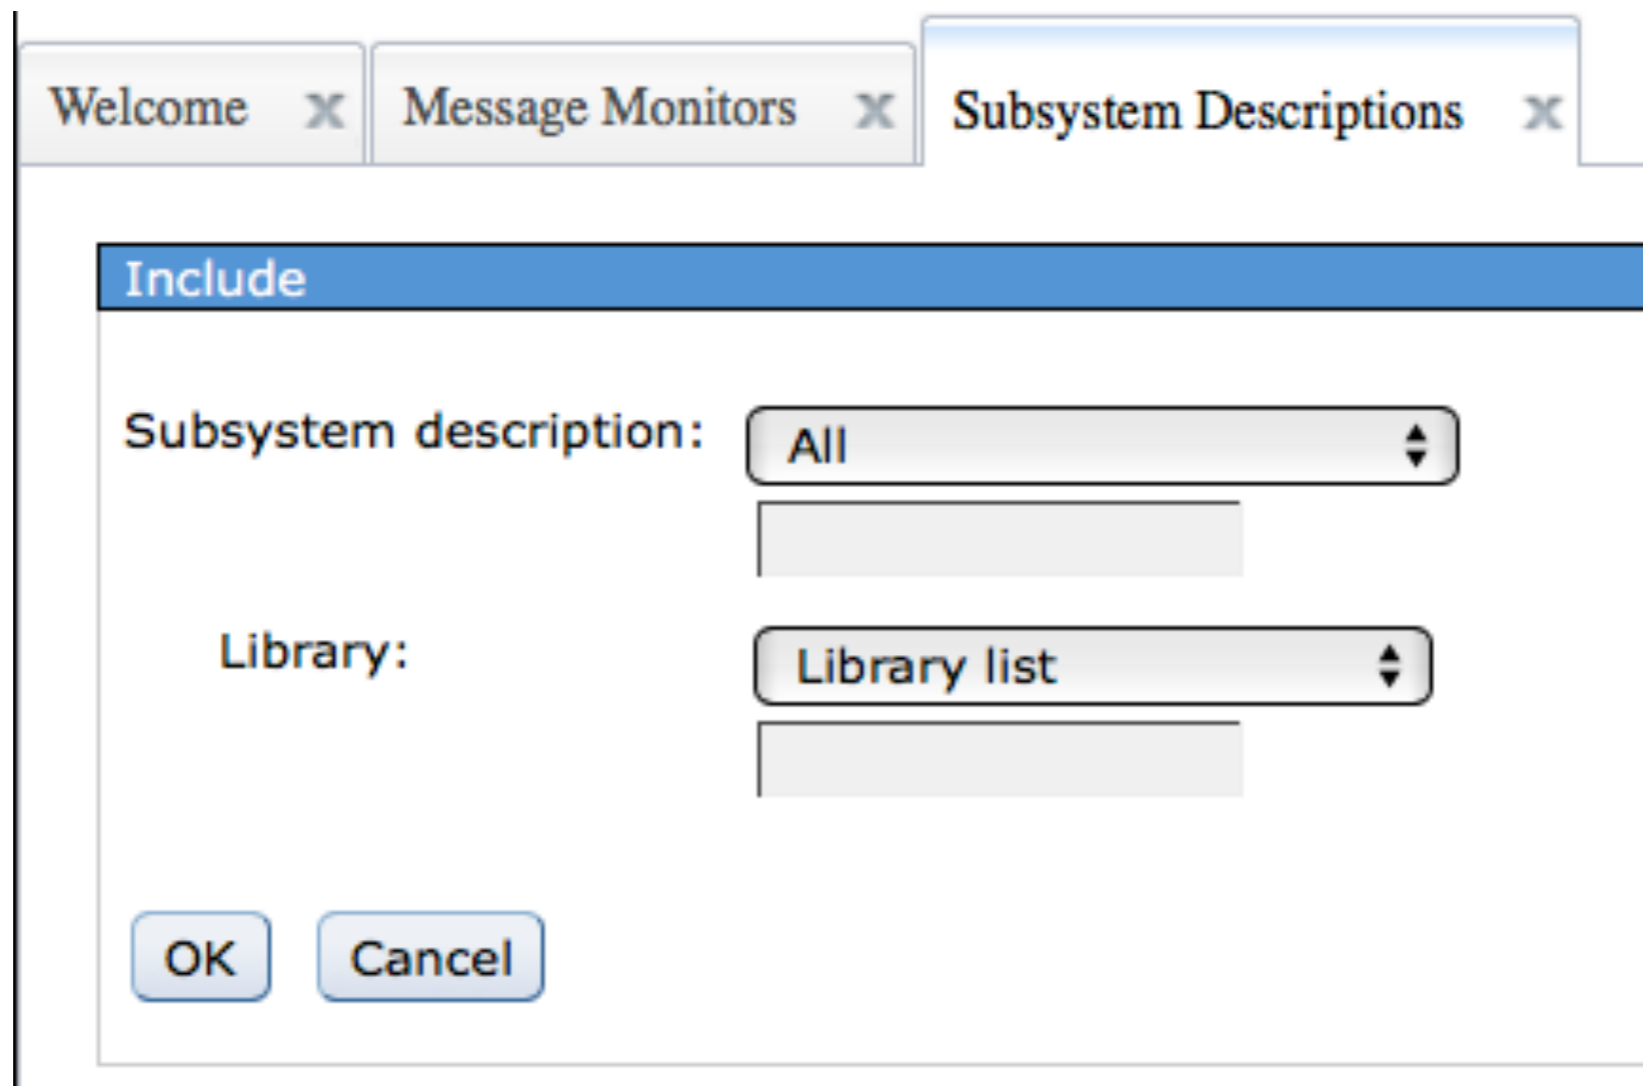 Welcome x Message Monitors x Subsystem Descriptions x
Include
Subsystem description: All
Library: Library list
OK Cancel